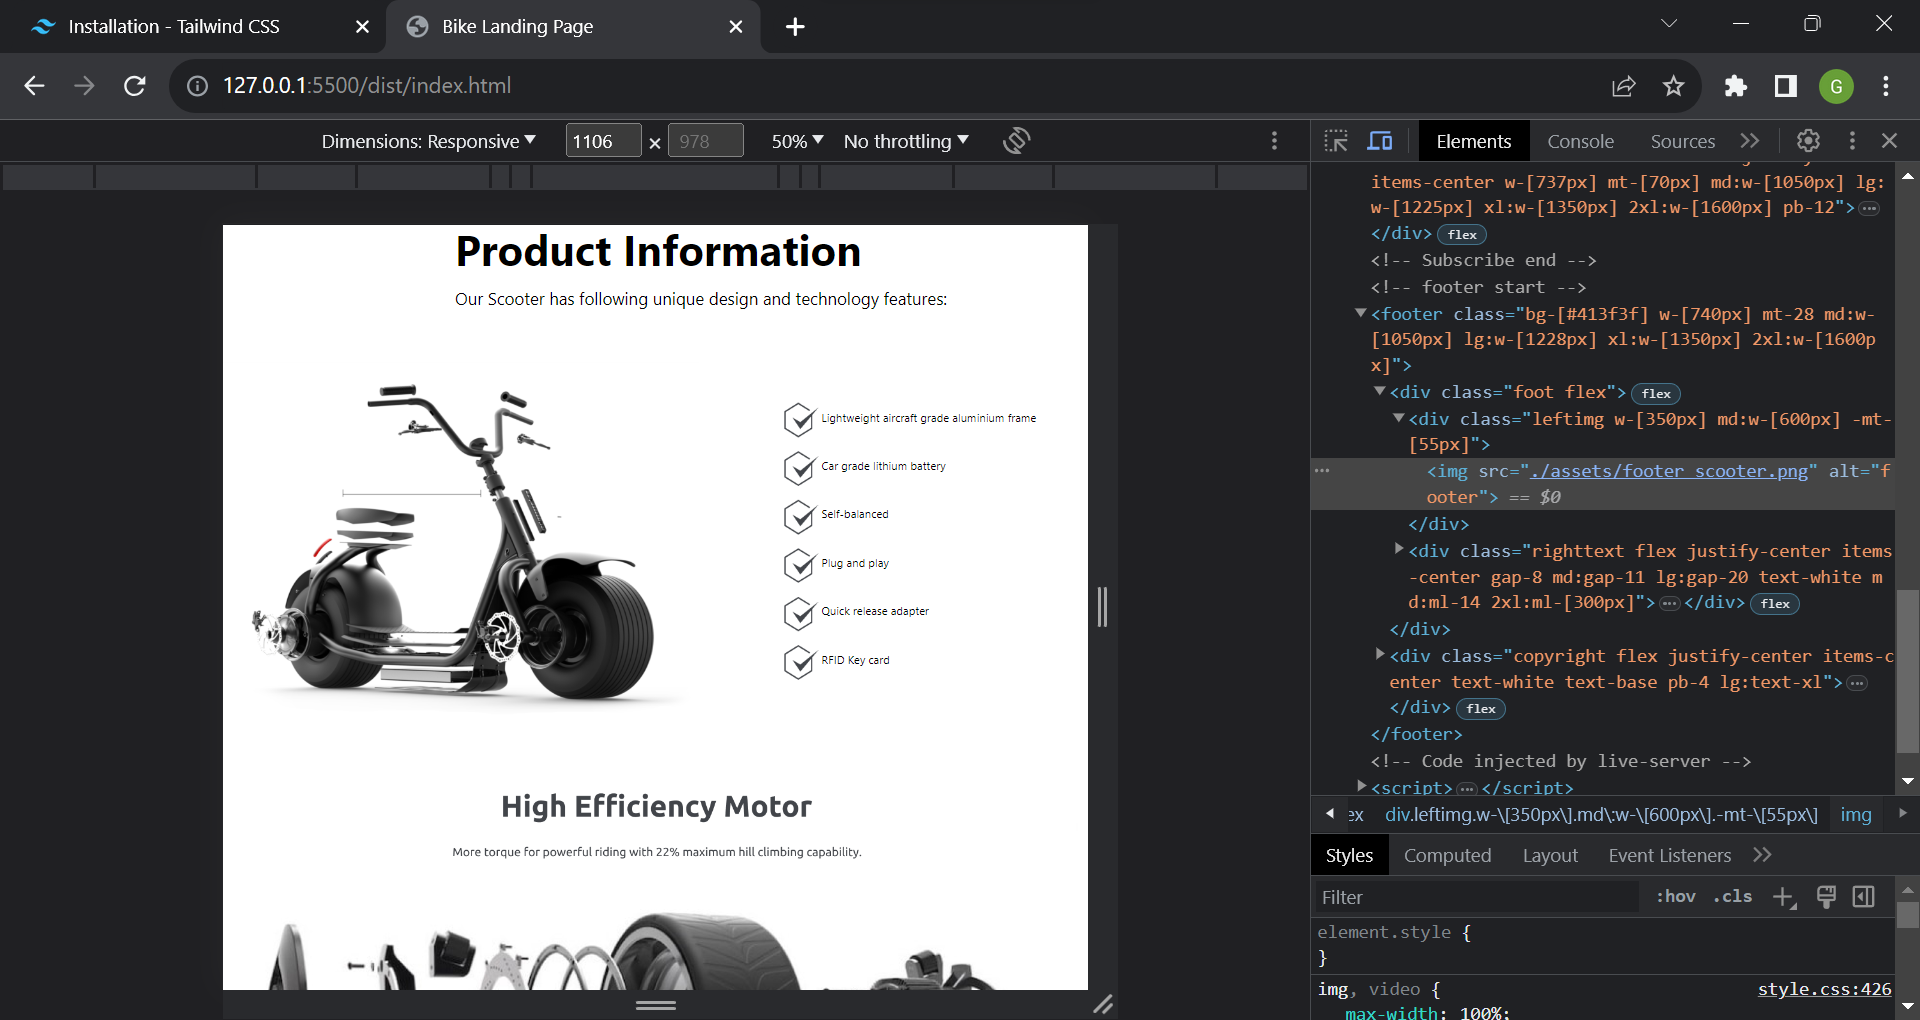 Installation - Tailwind CSS
Bike Landing Page
127.0.0.1:5500/dist/index.html
G
Dimensions: Responsive
1106 × 978
50%
No throttling
Elements
Console
Sources
Product Information
Our Scooter has following unique design and technology features:
Lightweight aircraft grade aluminium frame
Car grade lithium battery
Self-balanced
Plug and play
Quick release adapter
RFID Key card
High Efficiency Motor
More torque for powerful riding with 22% maximum hill climbing capability.
items-center w-[737px] mt-[70px] md:w-[1050px] lg:
w-[1225px] xl:w-[1350px] 2xl:w-[1600px] pb-12">…
</div> flex
<!-- Subscribe end -->
<!-- footer start -->
<footer class="bg-[#413f3f] w-[740px] mt-28 md:w-
[1050px] lg:w-[1228px] xl:w-[1350px] 2xl:w-[1600p
x]">
<div class="foot flex"> flex
<div class="leftimg w-[350px] md:w-[600px] -mt-
[55px]">
<img src="./assets/footer_scooter.png" alt="f
ooter"> == $0
</div>
<div class="righttext flex justify-center items
-center gap-8 md:gap-11 lg:gap-20 text-white m
d:ml-14 2xl:ml-[300px]">…</div> flex
</div>
<div class="copyright flex justify-center items-c
enter text-white text-base pb-4 lg:text-xl">…
</div> flex
</footer>
<!-- Code injected by live-server -->
<script>…</script>
ex div.leftimg.w-\[350px\].md\:w-\[600px\].-mt-\[55px\] img
Styles
Computed
Layout
Event Listeners
Filter
:hov .cls
element.style {
}
img, video {
style.css:426
max-width: 100%;